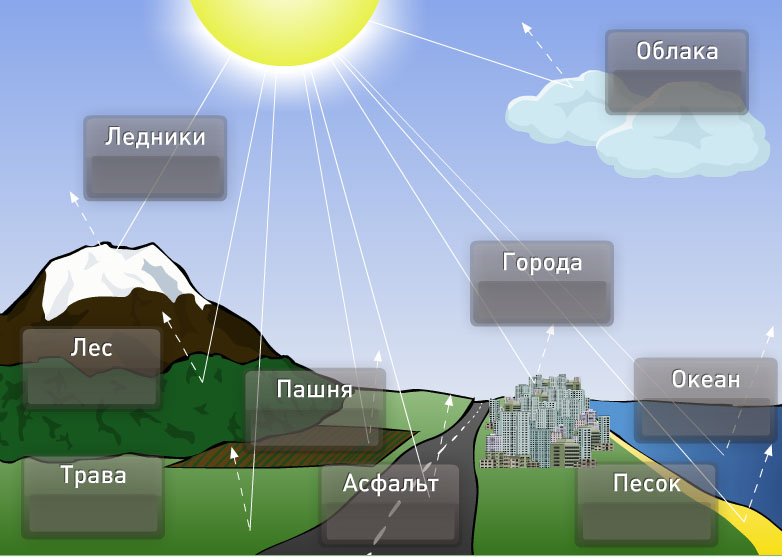 Облака
Ледники
Города
Лес
Пашня
Океан
Трава
Асфальт
Песок